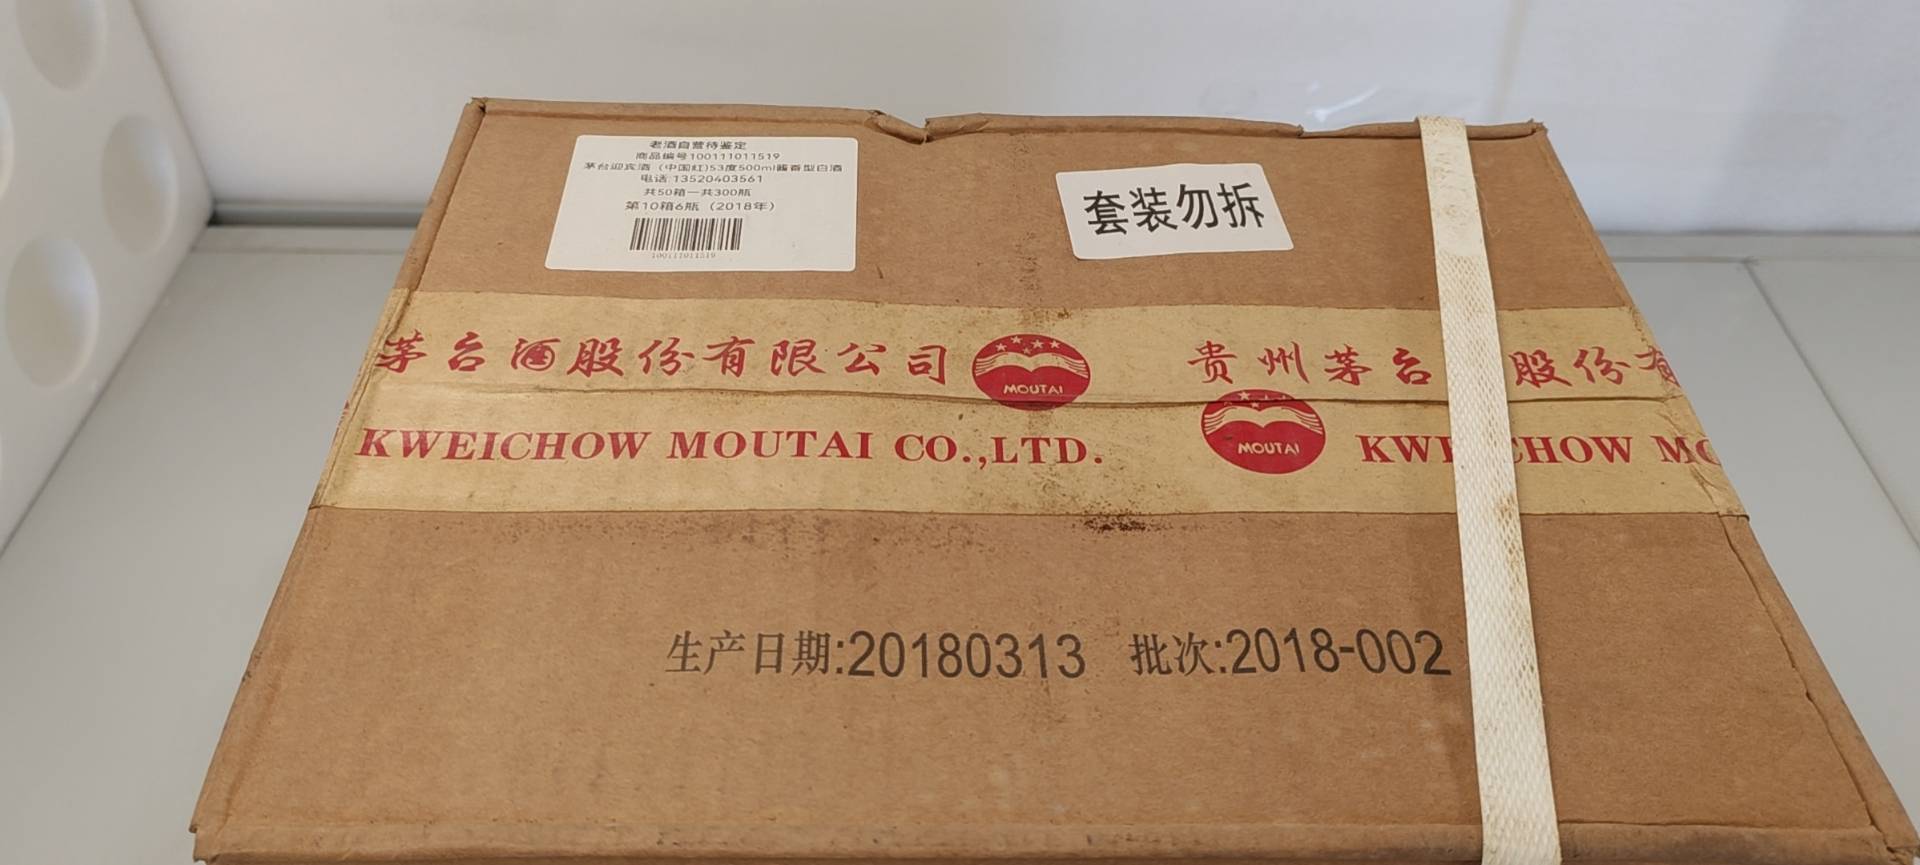 老酒自营待鉴定
商品编号100111011519
茅台迎宾酒（中国红)53度500ml酱香型白酒
电话:13520403561
共50箱一共300瓶
第10箱6瓶（2018年）
100111011519
套装勿拆
茅台酒股份有限公司 MOUTAI 贵州茅台 股份有
KWEICHOW MOUTAI CO.,LTD. MOUTAI KWEICHOW MO
生产日期:20180313 批次:2018-002